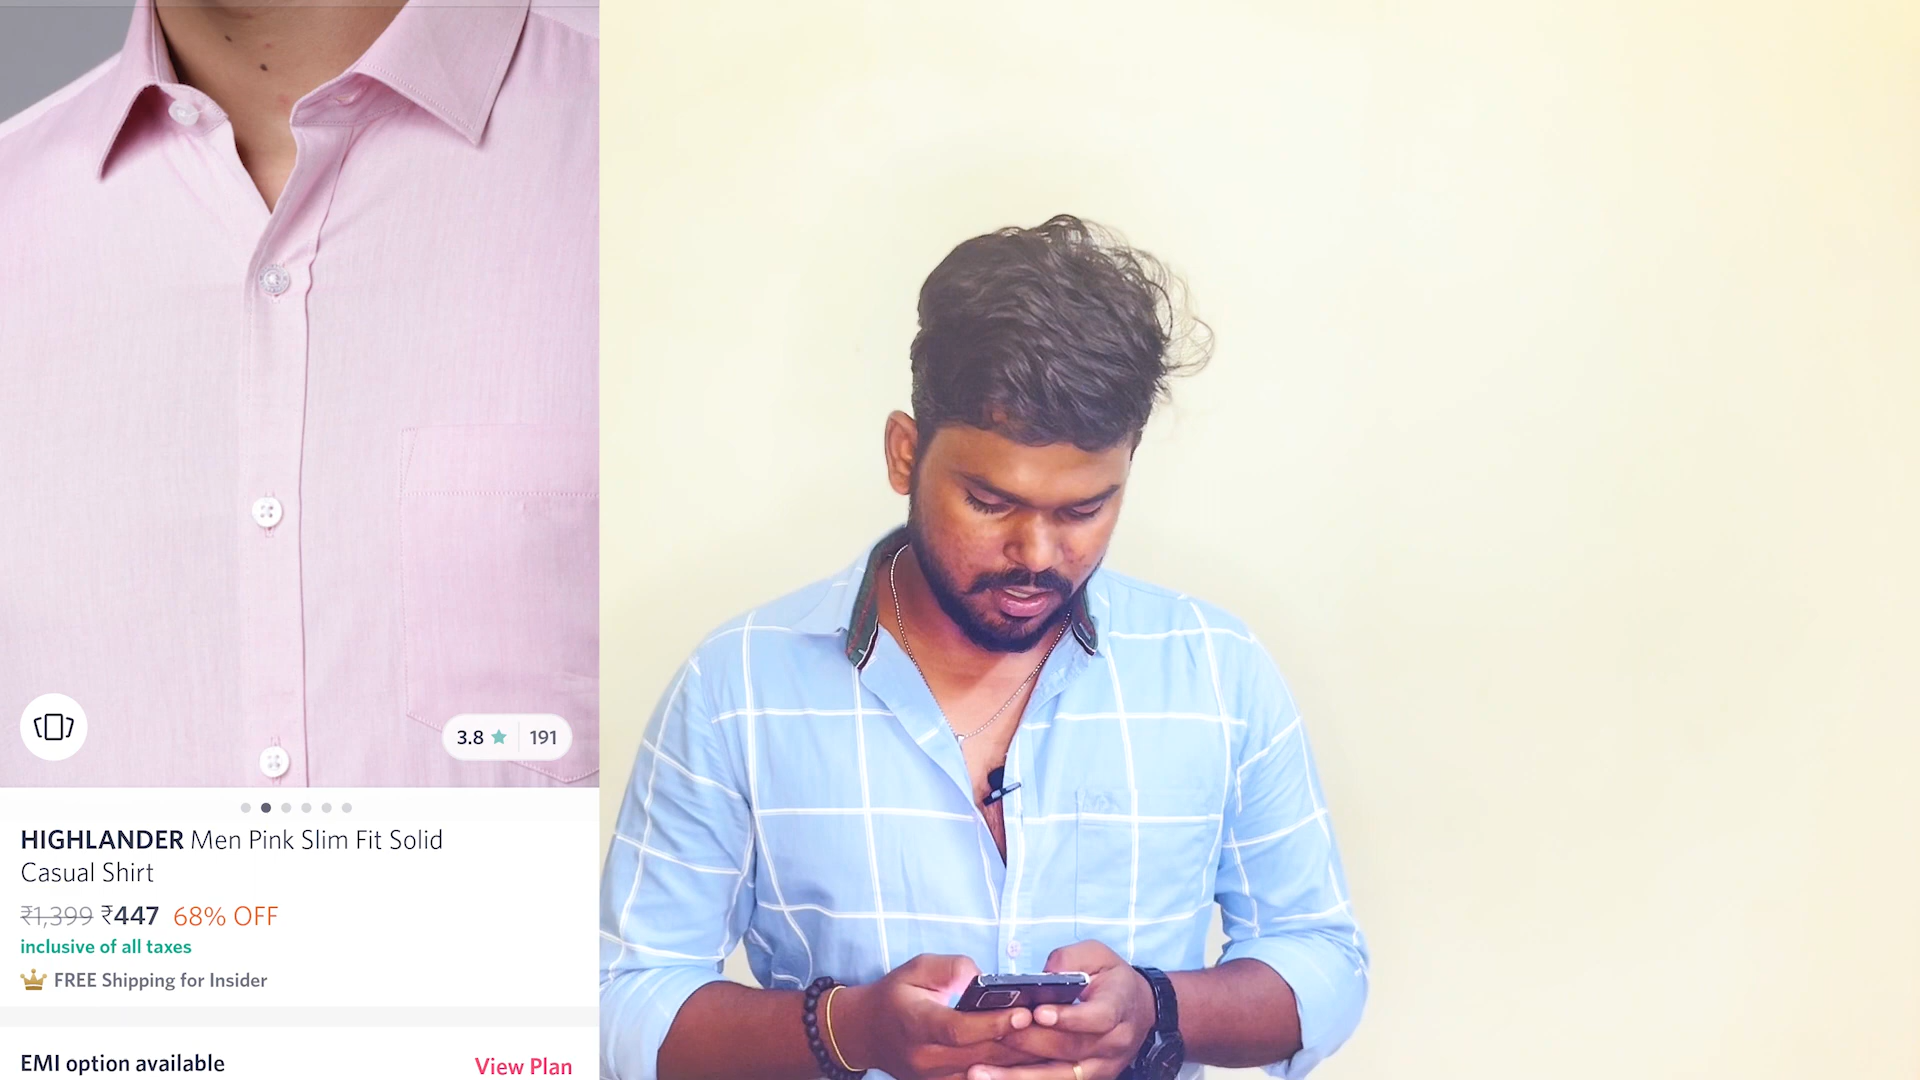 3.8 ★ 191
HIGHLANDER Men Pink Slim Fit Solid
Casual Shirt
₹1,399 ₹447 68% OFF
inclusive of all taxes
FREE Shipping for Insider
EMI option available
View Plan